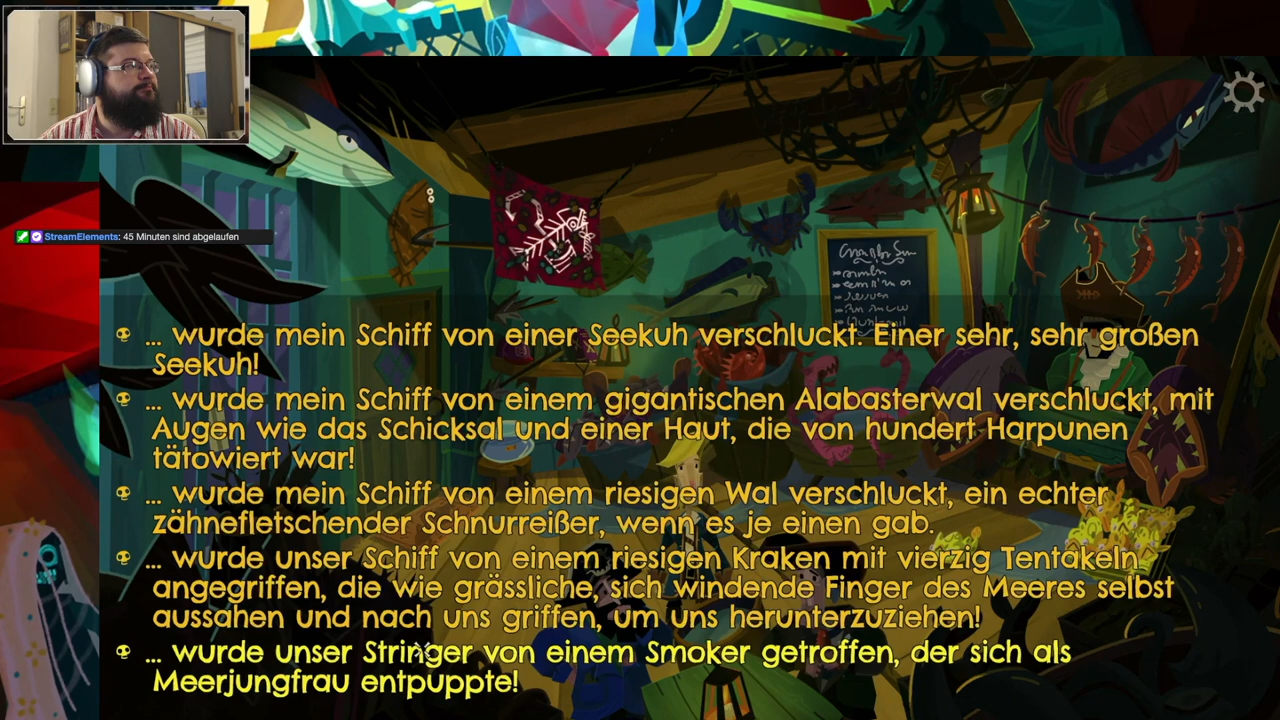 StreamElements: 45 Minuten sind abgelaufen
... wurde mein Schiff von einer Seekuh verschluckt. Einer sehr, sehr großen
Seekuh!
... wurde mein Schiff von einem gigantischen Alabasterwal verschluckt, mit
Augen wie das Schicksal und einer Haut, die von hundert Harpunen
tätowiert war!
... wurde mein Schiff von einem riesigen Wal verschluckt, ein echter
zähnefletschender Schnurreißer, wenn es je einen gab.
... wurde unser Schiff von einem riesigen Kraken mit vierzig Tentakeln
angegriffen, die wie grässliche, sich windende Finger des Meeres selbst
aussahen und nach uns griffen, um uns herunterzuziehen!
... wurde unser Stringer von einem Smoker getroffen, der sich als
Meerjungfrau entpuppte!